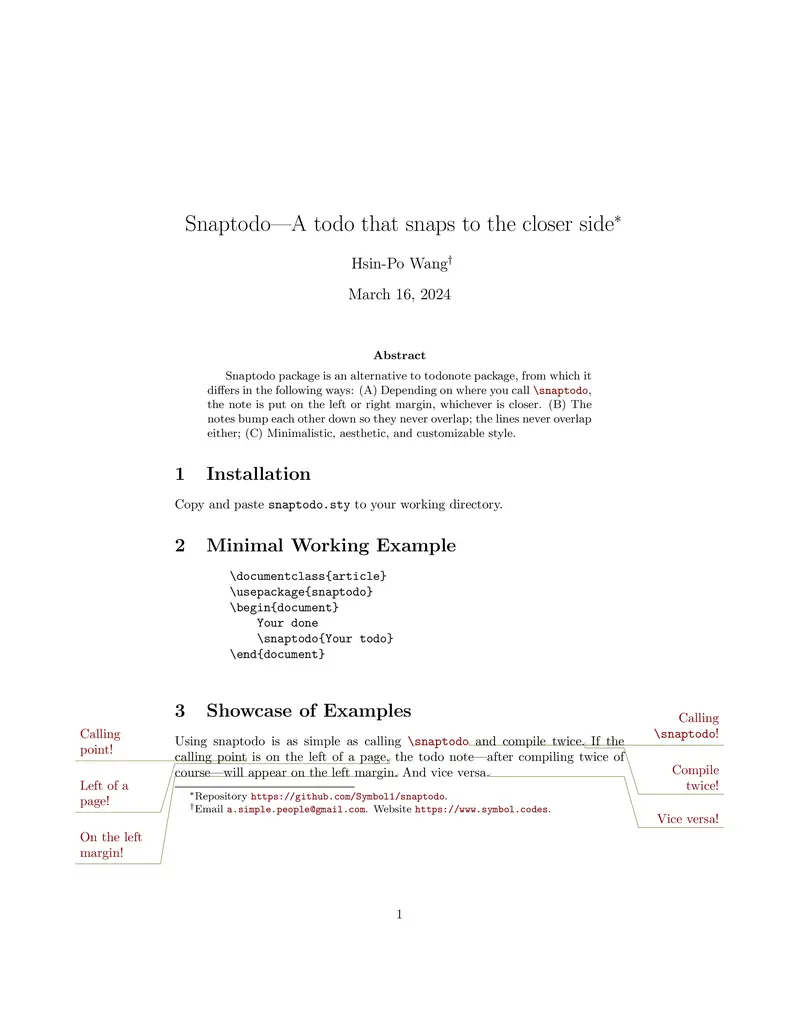 Snaptodo—A todo that snaps to the closer side*
Hsin-Po Wang†
March 16, 2024
Abstract
Snaptodo package is an alternative to todonote package, from which it
differs in the following ways: (A) Depending on where you call \snaptodo,
the note is put on the left or right margin, whichever is closer. (B) The
notes bump each other down so they never overlap; the lines never overlap
either; (C) Minimalistic, aesthetic, and customizable style.
1 Installation
Copy and paste snaptodo.sty to your working directory.
2 Minimal Working Example
\documentclass{article}
\usepackage{snaptodo}
\begin{document}
Your done
\snaptodo{Your todo}
\end{document}
3 Showcase of Examples
Using snaptodo is as simple as calling \snaptodo and compile twice. If the
calling point is on the left of a page, the todo note—after compiling twice of
course—will appear on the left margin. And vice versa.
Calling
point!
Left of a
page!
On the left
margin!
Calling
\snaptodo!
Compile
twice!
Vice versa!
*Repository https://github.com/Symbol1/snaptodo.
†Email a.simple.people@gmail.com. Website https://www.symbol.codes.
1